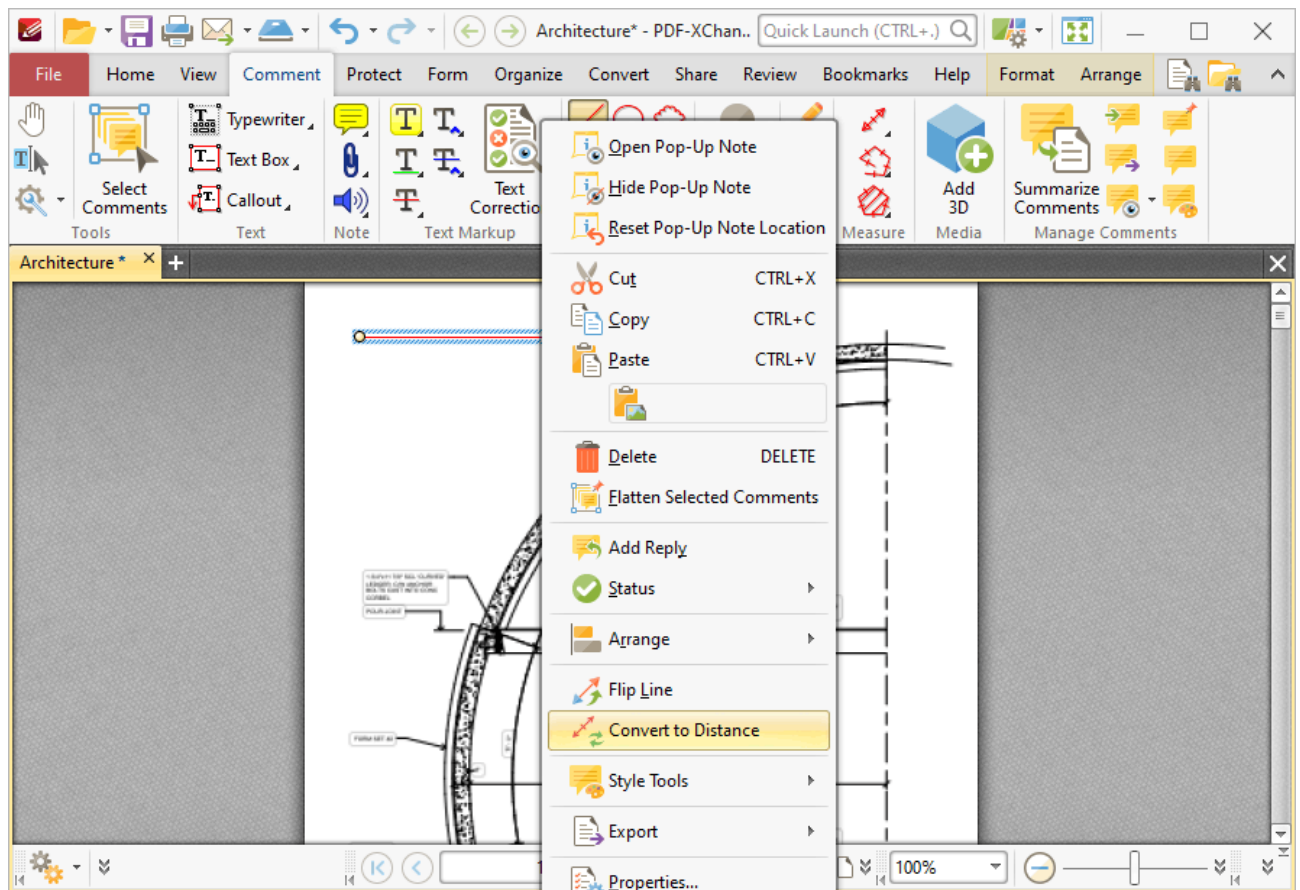 Architecture* - PDF-XChan..
Quick Launch (CTRL+.)
File Home View Comment Protect Form Organize Convert Share Review Bookmarks Help Format Arrange
Typewriter
Text Box
Callout
Select
Comments
Text
Correctio
Add
3D
Summarize
Comments
Tools Text Note Text Markup Measure Media Manage Comments
Architecture *
Open Pop-Up Note
Hide Pop-Up Note
Reset Pop-Up Note Location
Cut CTRL+X
Copy CTRL+C
Paste CTRL+V
Delete DELETE
Flatten Selected Comments
Add Reply
Status
Arrange
Flip Line
Convert to Distance
Style Tools
Export
Properties...
POUR JOINT
1
100%